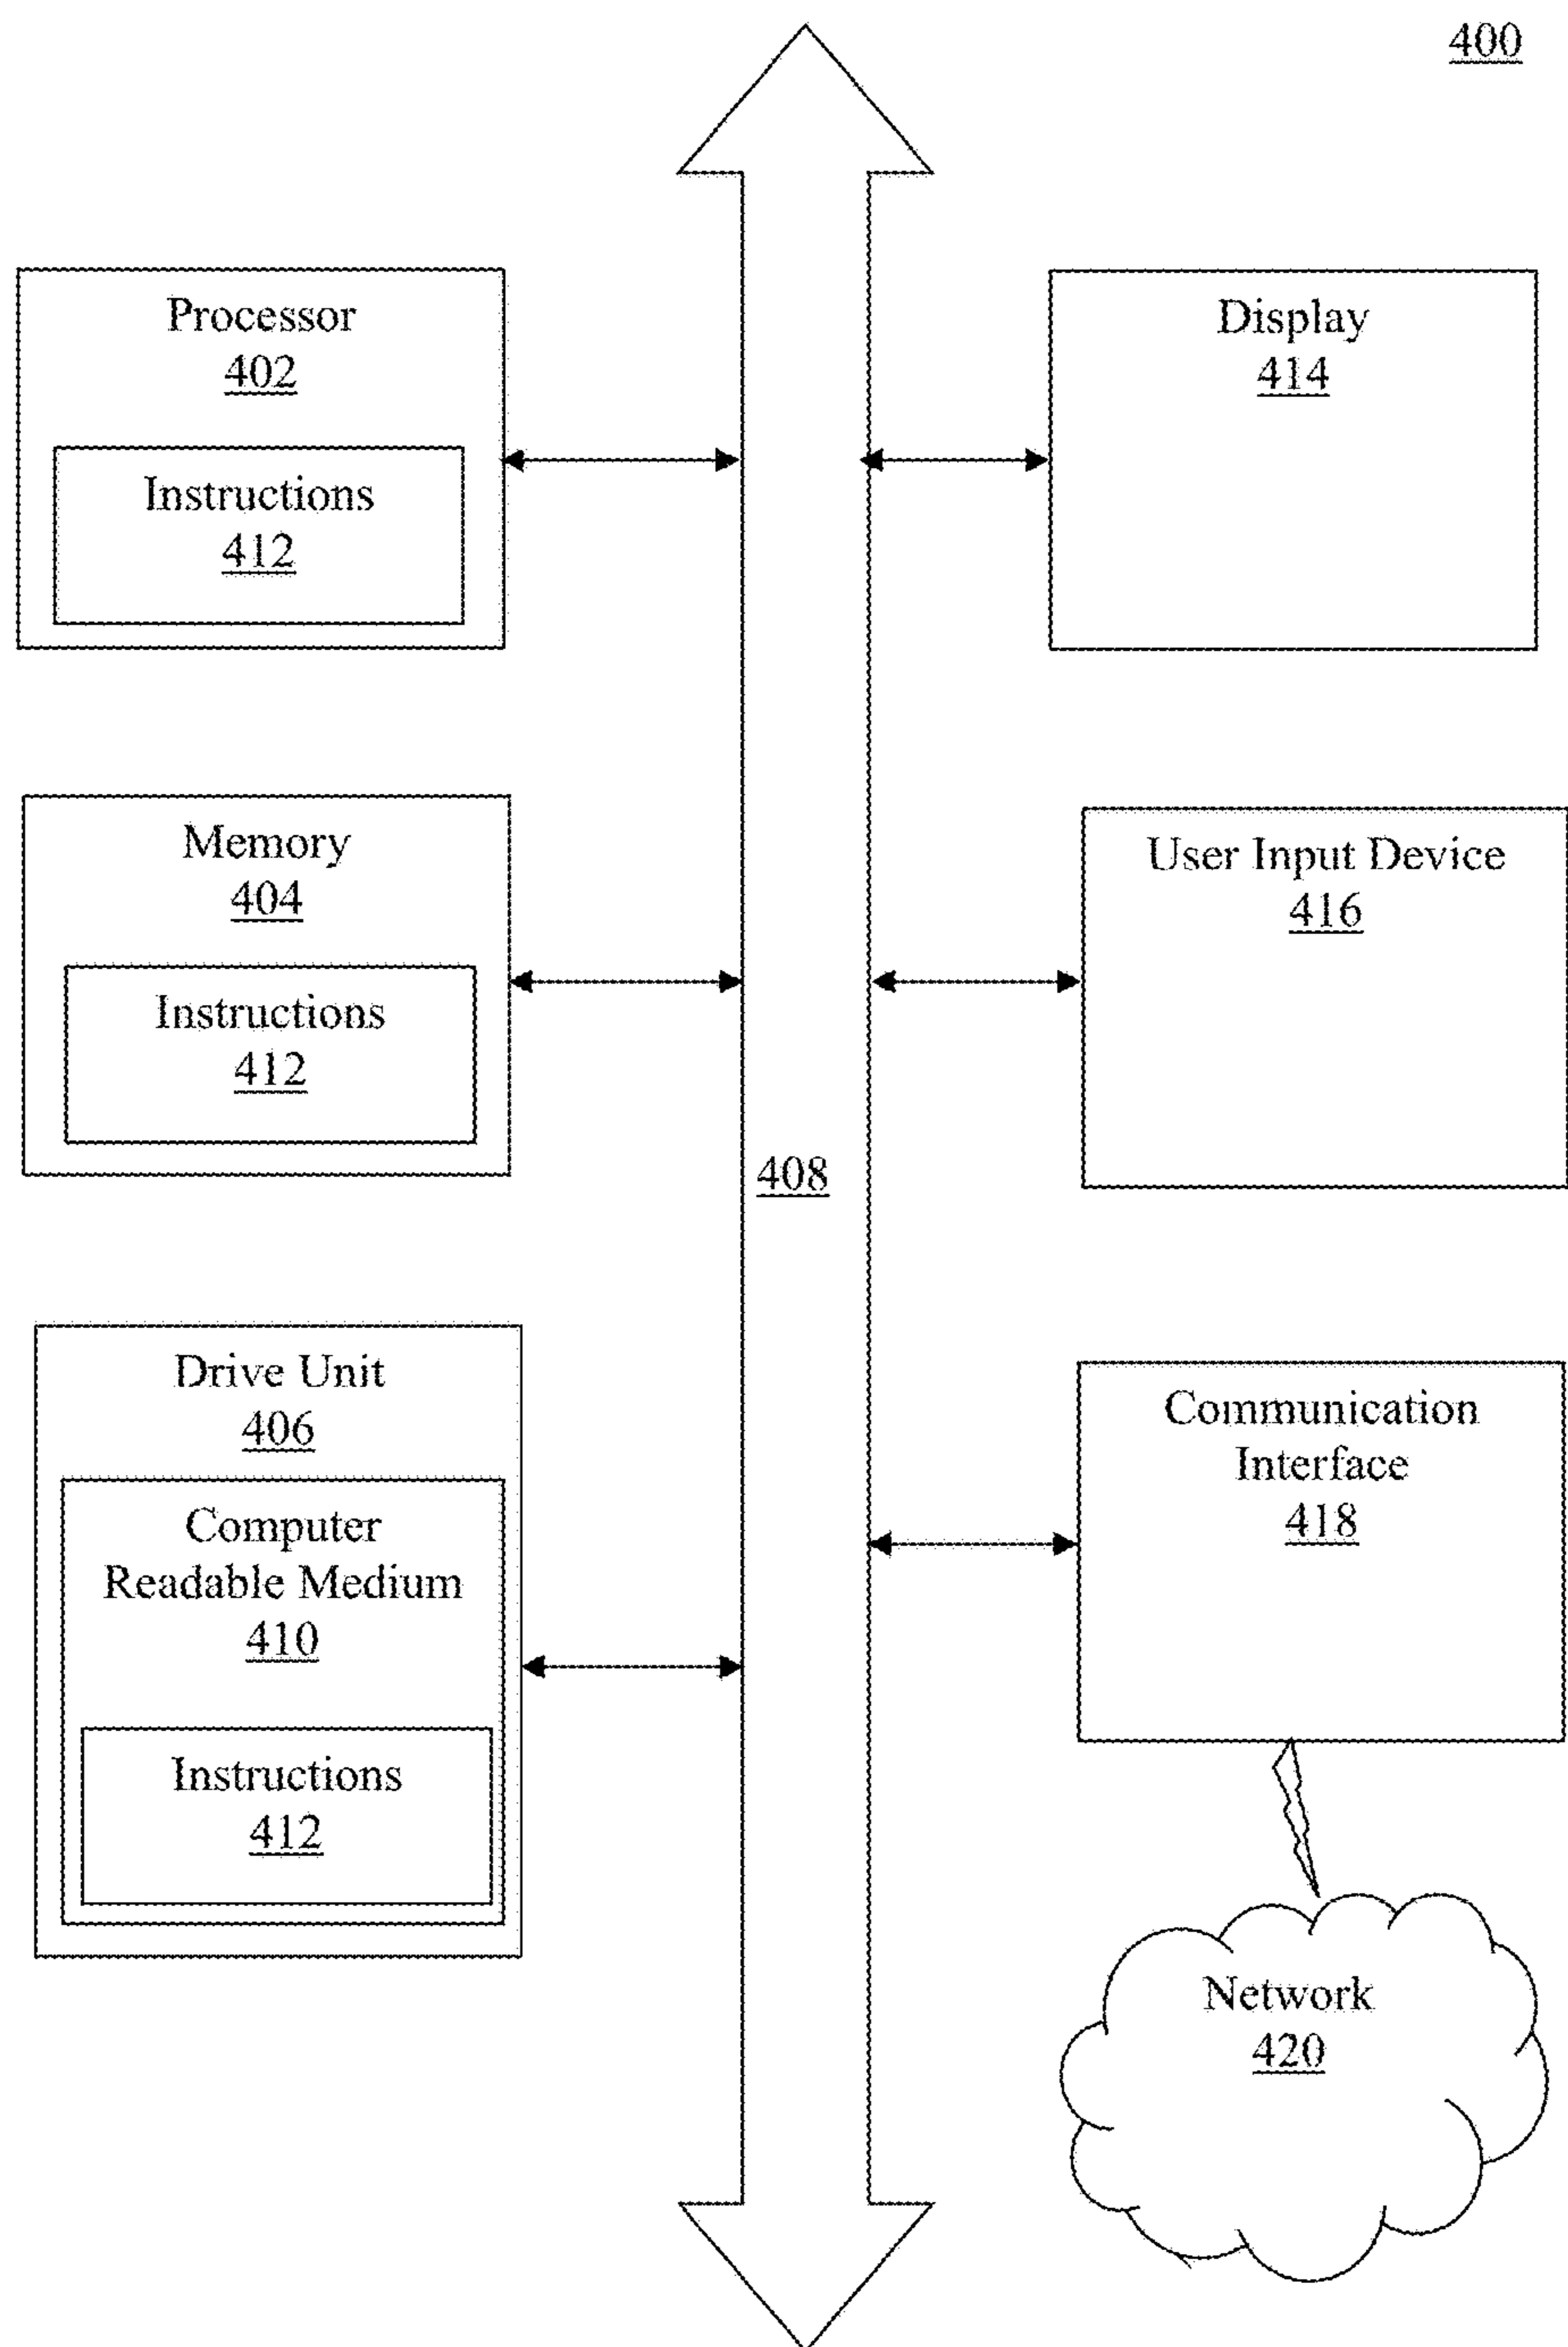 400
Processor
402
Instructions
412
Memory
404
Instructions
412
Drive Unit
406
Computer
Readable Medium
410
Instructions
412
408
Display
414
User Input Device
416
Communication
Interface
418
Network
420